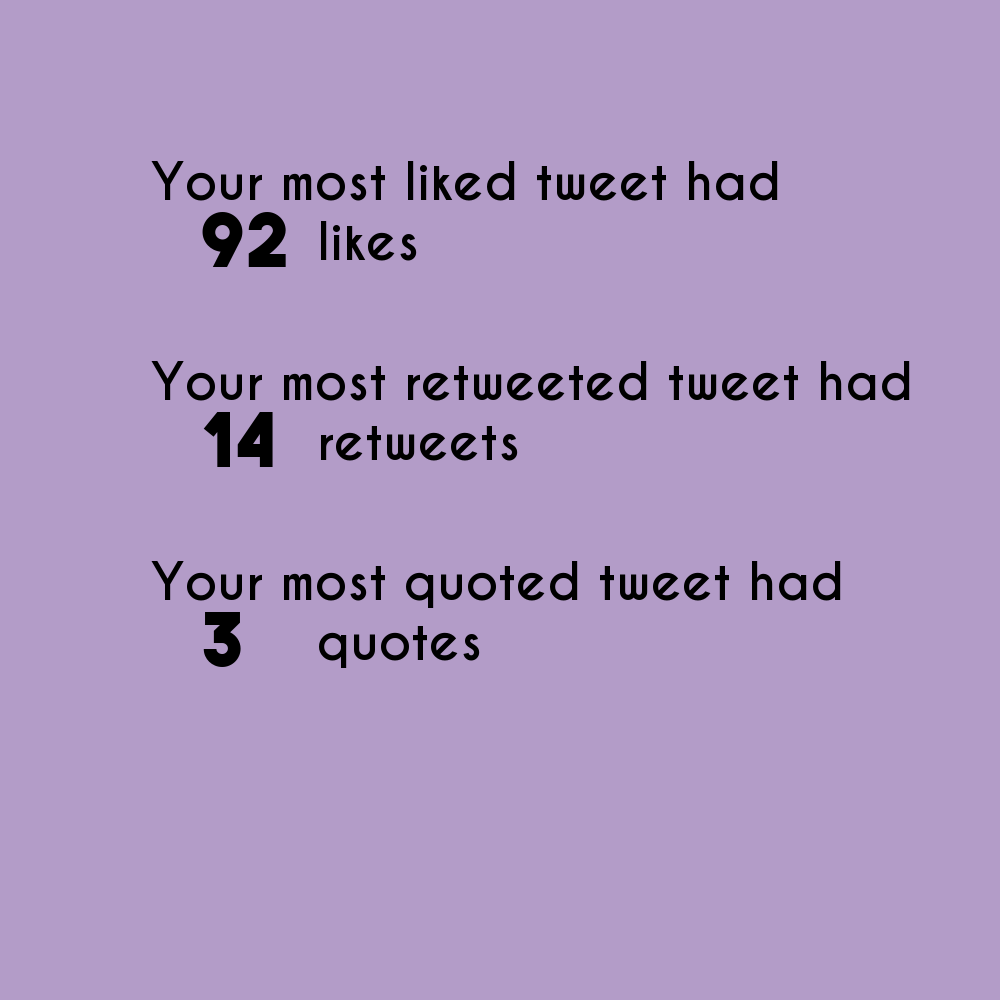 Your most liked tweet had
92 likes
Your most retweeted tweet had
14 retweets
Your most quoted tweet had
3 quotes